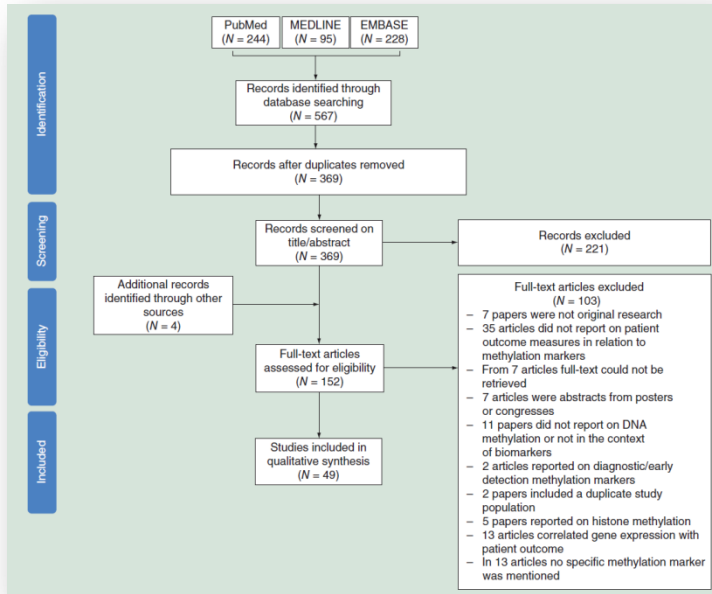 PubMed
(N = 244)
MEDLINE
(N = 95)
EMBASE
(N = 228)
Identification
Records identified through
database searching
(N = 567)
Records after duplicates removed
(N = 369)
Screening
Records screened on
title/abstract
(N = 369)
Records excluded
(N = 221)
Additional records
identified through other
sources
(N = 4)
Eligibility
Full-text articles
assessed for eligibility
(N = 152)
Full-text articles excluded
(N = 103)
– 7 papers were not original research
– 35 articles did not report on patient
outcome measures in relation to
methylation markers
– From 7 articles full-text could not be
retrieved
– 7 articles were abstracts from posters
or congresses
– 11 papers did not report on DNA
methylation or not in the context
of biomarkers
– 2 articles reported on diagnostic/early
detection methylation markers
– 2 papers included a duplicate study
population
– 5 papers reported on histone methylation
– 13 articles correlated gene expression with
patient outcome
– In 13 articles no specific methylation marker
was mentioned
Included
Studies included in
qualitative synthesis
(N = 49)